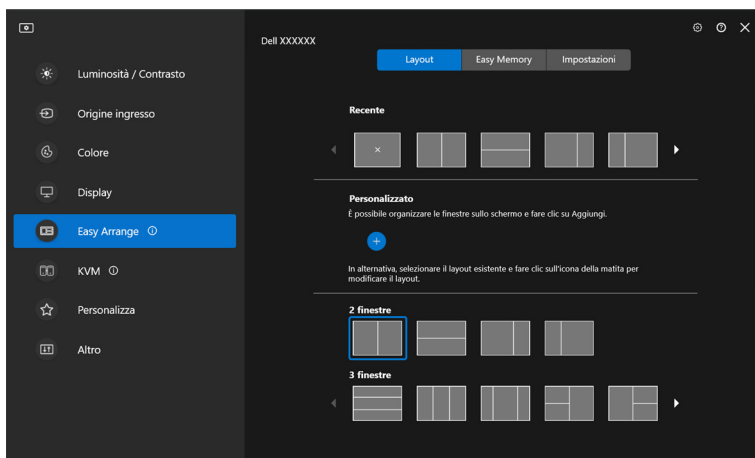 Dell XXXXXX
Layout
Easy Memory
Impostazioni
Luminosità / Contrasto
Origine ingresso
Colore
Display
Easy Arrange
KVM
Personalizza
Altro
Recente
Personalizzato
È possibile organizzare le finestre sullo schermo e fare clic su Aggiungi.
In alternativa, selezionare il layout esistente e fare clic sull'icona della matita per
modificare il layout.
2 finestre
3 finestre